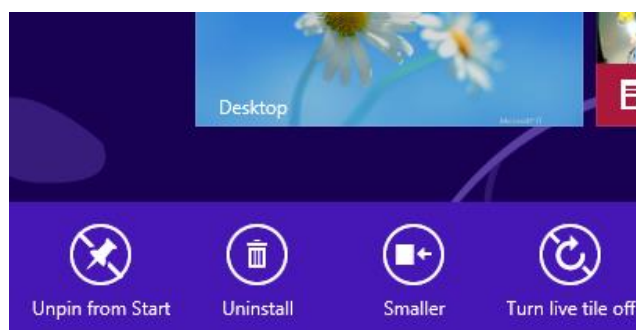 Desktop
Unpin from Start
Uninstall
Smaller
Turn live tile off